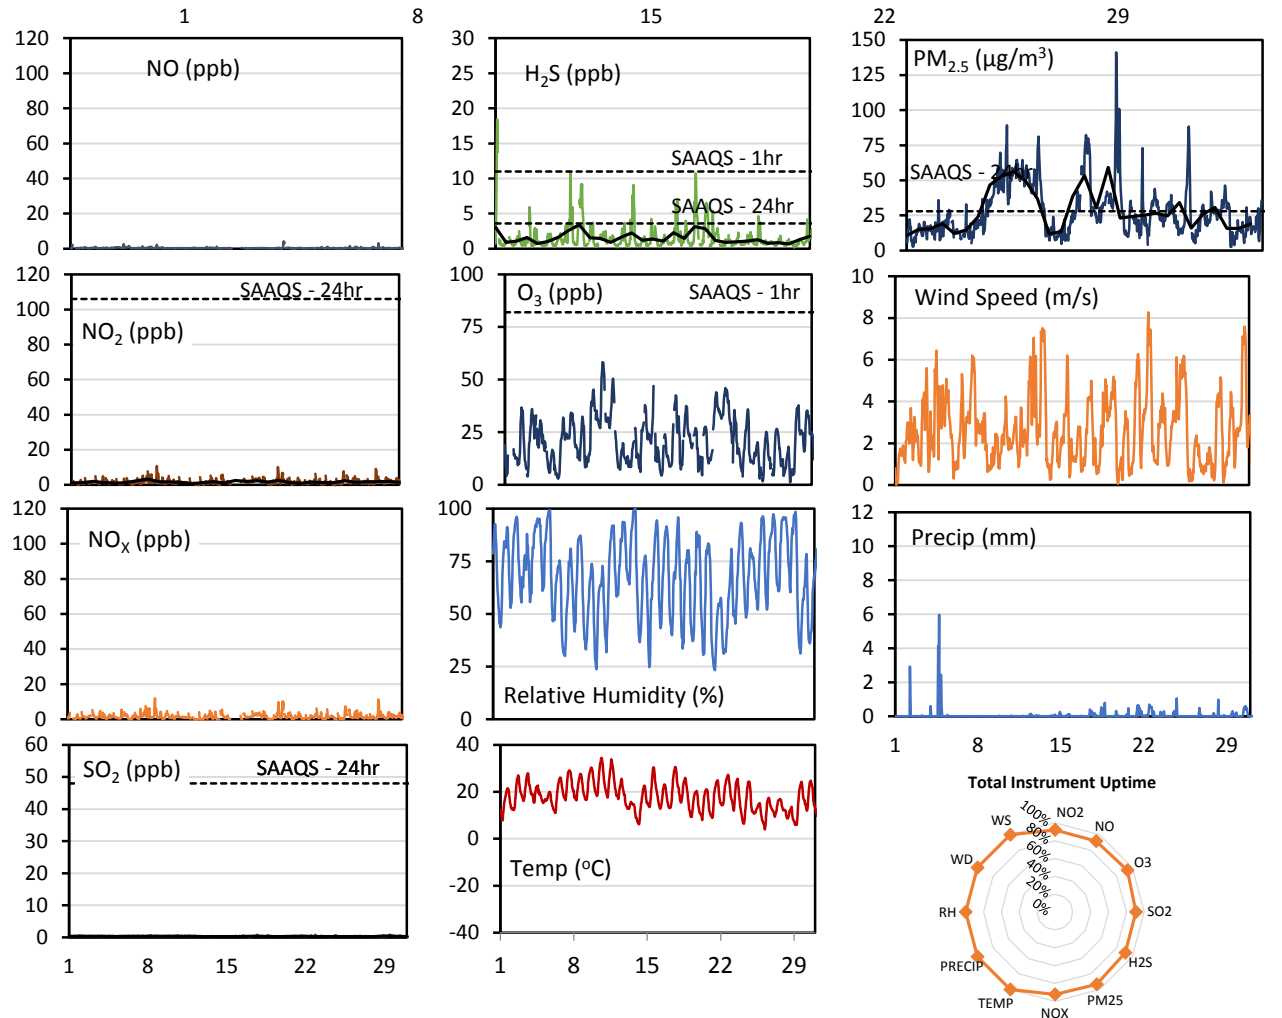 1 8 15 22 29
120
100
80
60
40
20
0
NO (ppb)
30
25
20
15
10
5
0
H₂S (ppb)
SAAQS - 1hr
SAAQS - 24hr
150
125
100
75
50
25
0
PM₂.₅ (µg/m³)
SAAQS - 24hr
120
100
80
60
40
20
0
SAAQS - 24hr
NO₂ (ppb)
100
75
50
25
0
O₃ (ppb)
SAAQS - 1hr
10
8
6
4
2
0
Wind Speed (m/s)
120
100
80
60
40
20
0
NOₓ (ppb)
100
75
50
25
0
Relative Humidity (%)
12
10
8
6
4
2
0
Precip (mm)
1 8 15 22 29
60
50
40
30
20
10
0
SO₂ (ppb)
SAAQS - 24hr
1 8 15 22 29
40
20
0
-20
-40
Temp (°C)
1 8 15 22 29
Total Instrument Uptime
100%
80%
60%
40%
20%
0%
NO2
NO
O3
SO2
H2S
PM25
NOX
TEMP
PRECIP
RH
WD
WS